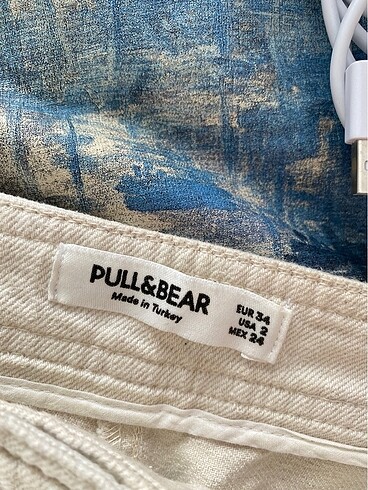 PULL&BEAR
Made in Turkey
EUR 34
USA 2
MEX 24